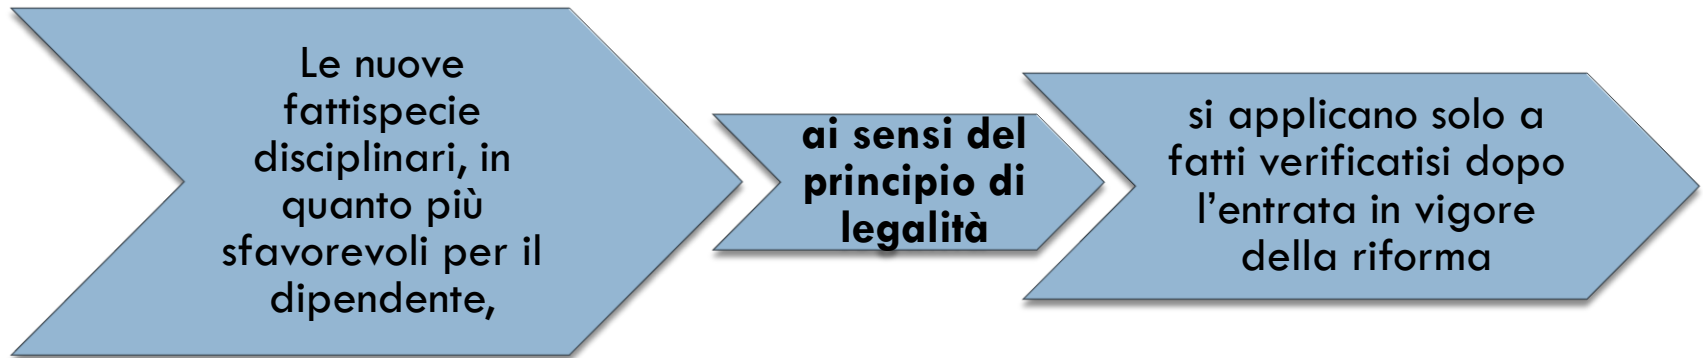 Le nuove
fattispecie
disciplinari, in
quanto più
sfavorevoli per il
dipendente,
ai sensi del
principio di
legalità
si applicano solo a
fatti verificatisi dopo
l’entrata in vigore
della riforma